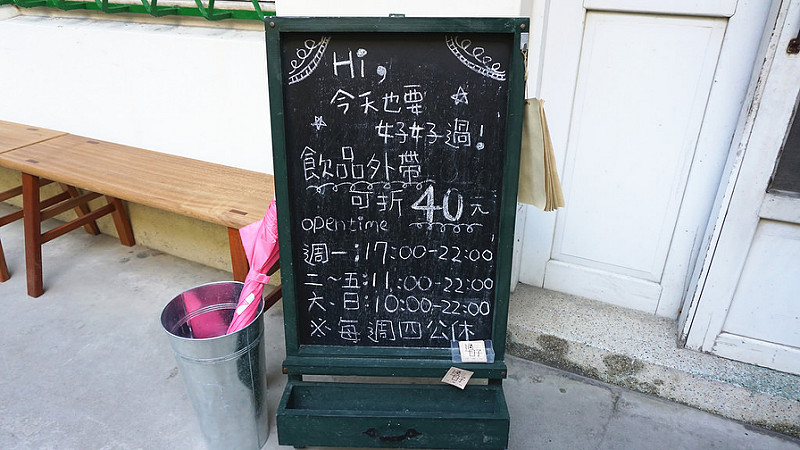 Hi,
今天也要
好好過!
飲品外帶
可折40元
opentime
週一:17:00-22:00
二~五:11:00-22:00
六、日:10:00-22:00
※每週四公休